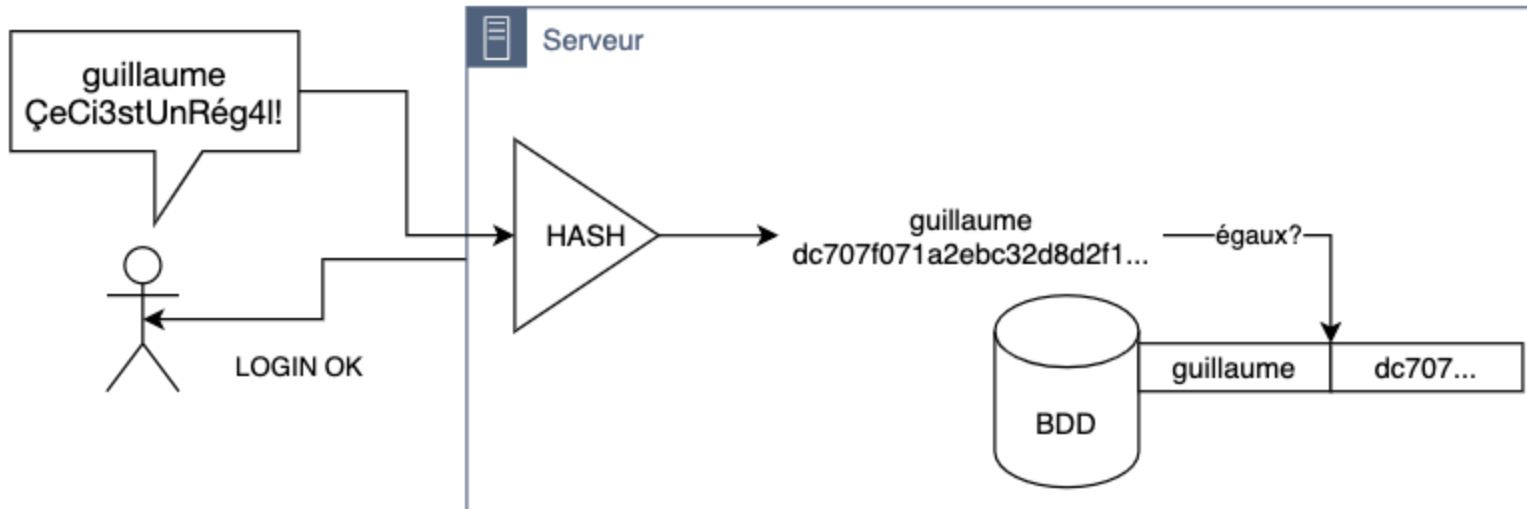 Serveur
guillaume
ÇeCi3stUnRég4l!
HASH
guillaume
dc707f071a2ebc32d8d2f1...
égaux?
LOGIN OK
guillaume
dc707...
BDD